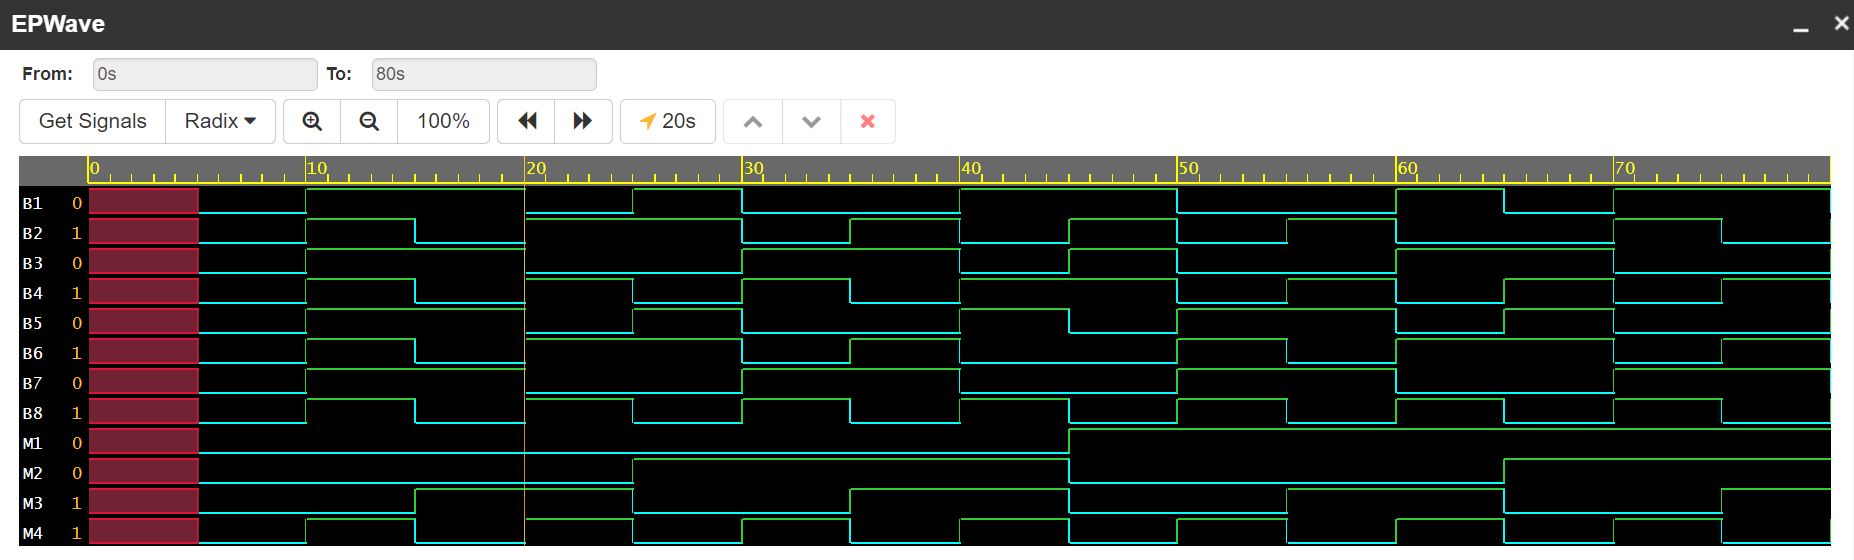 EPWave
From: 0s To: 80s
Get Signals Radix 100% 20s
0 10 20 30 40 50 60 70
B1 0
B2 1
B3 0
B4 1
B5 0
B6 1
B7 0
B8 1
M1 0
M2 0
M3 1
M4 1